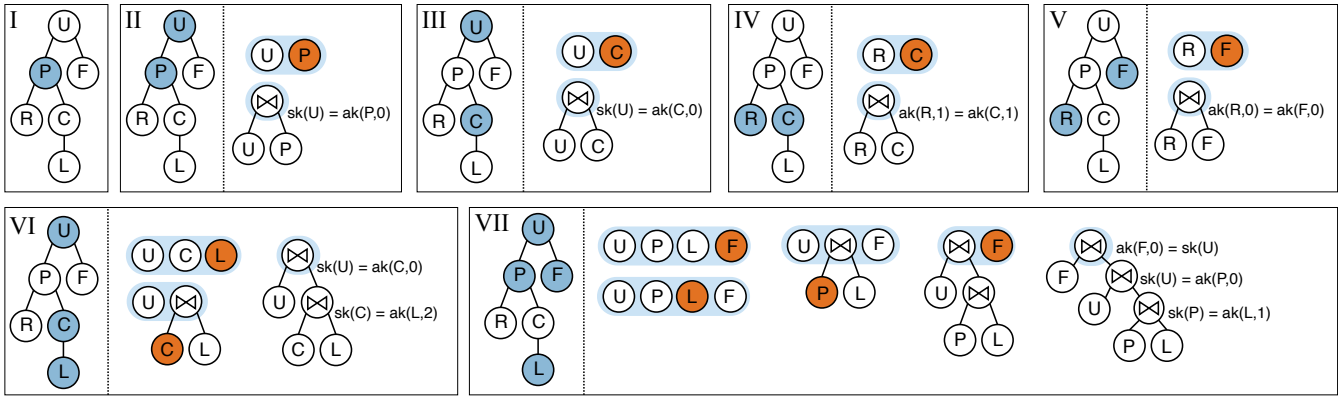 I
U
P F
R C
L
II
U
P F
R C
L
U P
⋈
sk(U) = ak(P,0)
U P
III
U
P F
R C
L
U C
⋈
sk(U) = ak(C,0)
U C
IV
U
P F
R C
L
R C
⋈
ak(R,1) = ak(C,1)
R C
V
U
P F
R C
L
R F
⋈
ak(R,0) = ak(F,0)
R F
VI
U
P F
R C
L
U C L
U ⋈
C L
⋈
sk(U) = ak(C,0)
U ⋈
sk(C) = ak(L,2)
C L
VII
U
P F
R C
L
U P L F
U P L F
U ⋈ F
P L
⋈ F
U ⋈
P L
⋈
ak(F,0) = sk(U)
F ⋈
sk(U) = ak(P,0)
U ⋈
sk(P) = ak(L,1)
P L